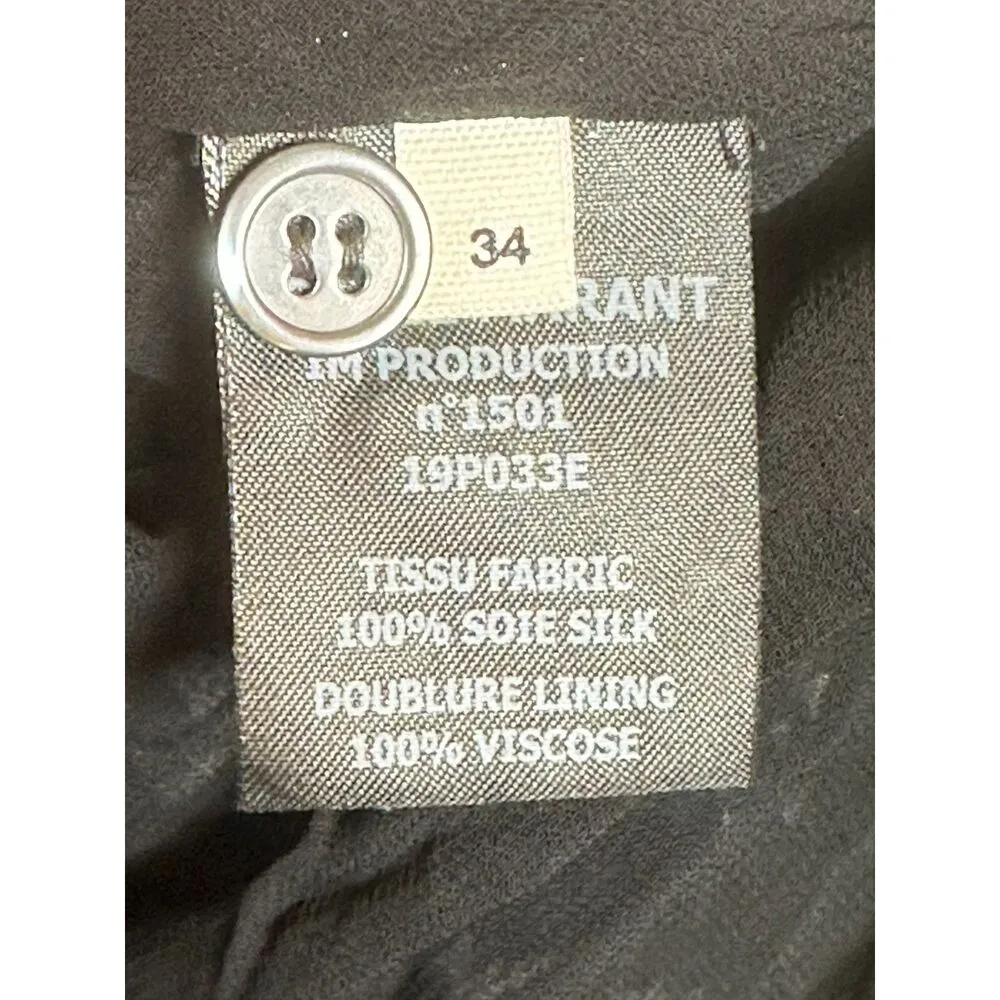 34
RANT
IM PRODUCTION
n°1501
19P033E
TISSU FABRIC
100% SOIE SILK
DOUBLURE LINING
100% VISCOSE